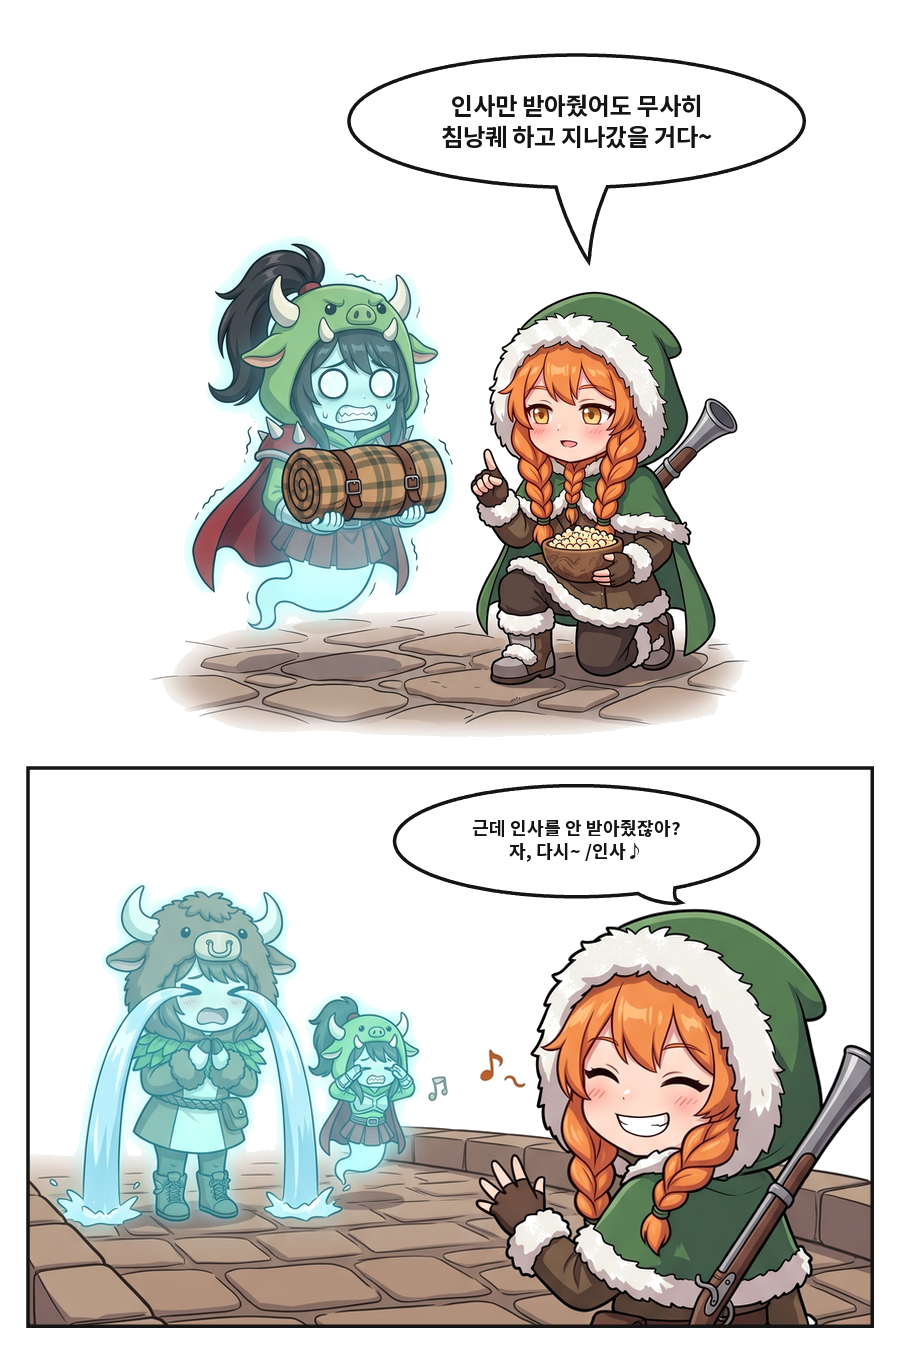 인사만 받아줬어도 무사히
침낭퀘 하고 지나갔을 거다~
근데 인사를 안 받아줬잖아?
자, 다시~ /인사♪